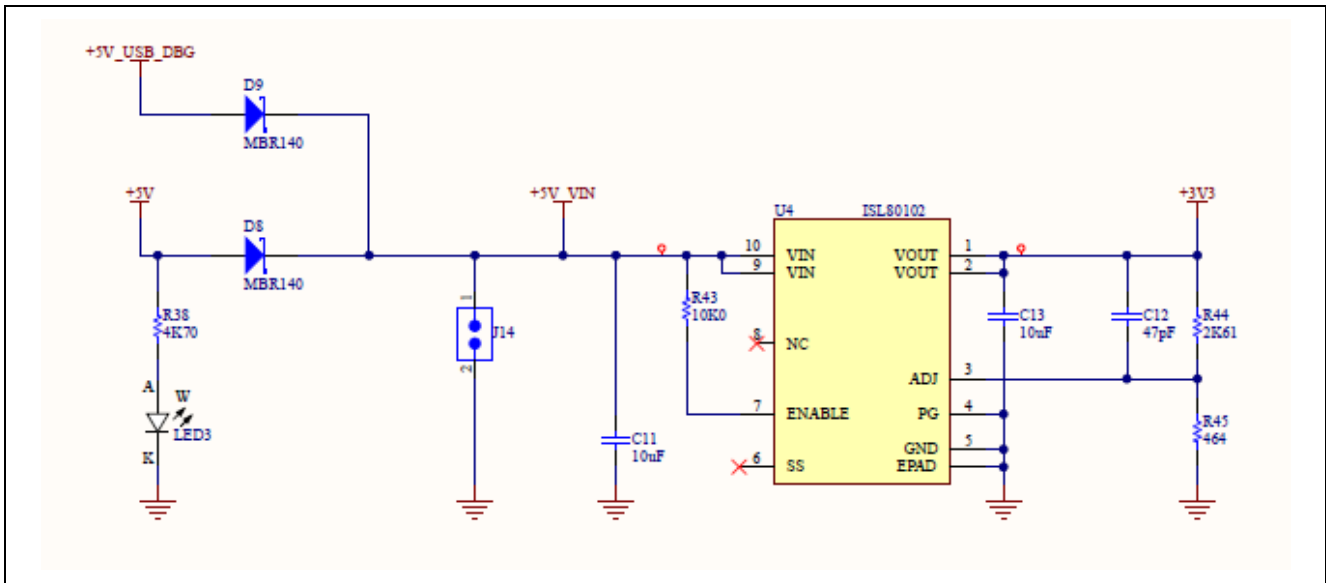 +5V_USB_DBG
D9
MBR140
+5V
D8
MBR140
+5V_VIN
R38
4K70
A
W
LED3
K
1
J14
2
C11
10uF
R43
10K0
U4
ISL80102
10
VIN
9
VIN
8
NC
7
ENABLE
6
SS
VOUT
1
VOUT
2
ADJ
3
PG
4
GND
5
EPAD
C13
10uF
C12
47pF
+3V3
R44
2K61
R45
464